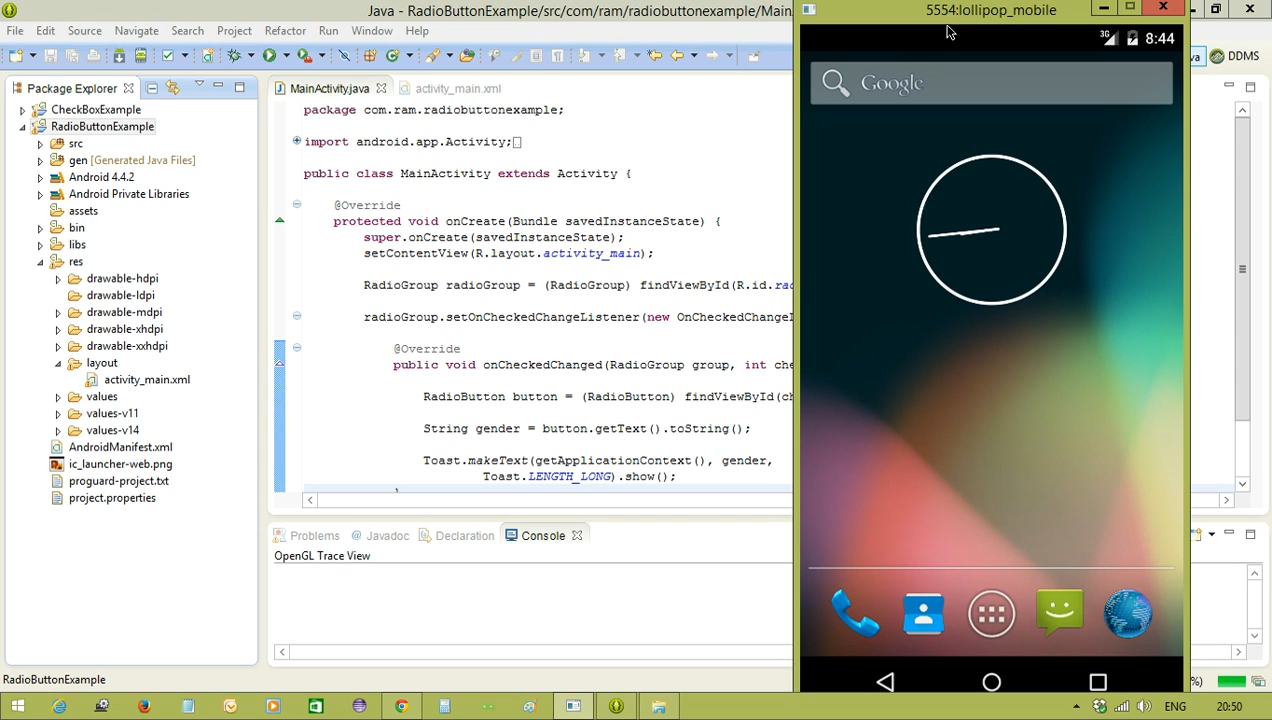 Java - RadioButtonExample/src/com/ram/radiobuttonexample/Main
File Edit Source Refactor Navigate Search Project Refactor Run Window Help
DDMS
Package Explorer
CheckBoxExample
RadioButtonExample
src
gen [Generated Java Files]
Android 4.4.2
Android Private Libraries
assets
bin
libs
res
drawable-hdpi
drawable-ldpi
drawable-mdpi
drawable-xhdpi
drawable-xxhdpi
layout
activity_main.xml
values
values-v11
values-v14
AndroidManifest.xml
ic_launcher-web.png
proguard-project.txt
project.properties
MainActivity.java activity_main.xml
package com.ram.radiobuttonexample;
import android.app.Activity;
public class MainActivity extends Activity {
@Override
protected void onCreate(Bundle savedInstanceState) {
super.onCreate(savedInstanceState);
setContentView(R.layout.activity_main);
RadioGroup radioGroup = (RadioGroup) findViewById(R.id.ra
radioGroup.setOnCheckedChangeListener(new OnCheckedChange
@Override
public void onCheckedChanged(RadioGroup group, int che
RadioButton button = (RadioButton) findViewById(ch
String gender = button.getText().toString();
Toast.makeText(getApplicationContext(), gender,
Toast.LENGTH_LONG).show();
Problems Javadoc Declaration Console
OpenGL Trace View
5554:lollipop_mobile
3G 8:44
Google
RadioButtonExample
%)
ENG 20:50